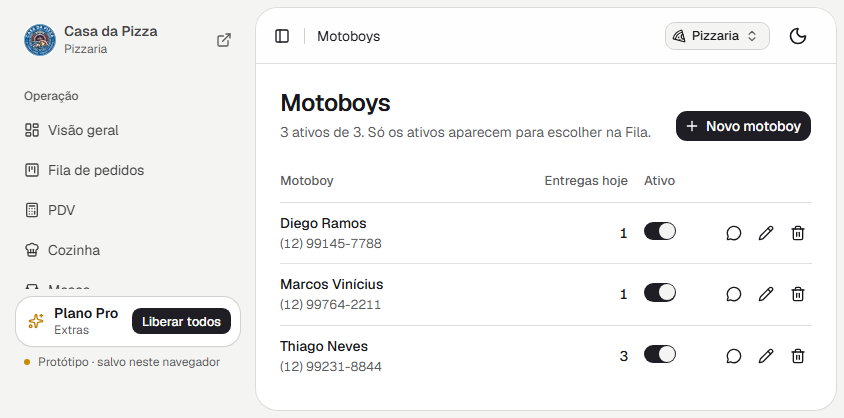 Casa da Pizza
Pizzaria
Operação
Visão geral
Fila de pedidos
PDV
Cozinha
Mesas
Plano Pro
Extras
Liberar todos
Protótipo · salvo neste navegador
Motoboys
Pizzaria
Motoboys
3 ativos de 3. Só os ativos aparecem para escolher na Fila.
+ Novo motoboy
Motoboy Entregas hoje Ativo
Diego Ramos
(12) 99145-7788
1
Marcos Vinícius
(12) 99764-2211
1
Thiago Neves
(12) 99231-8844
3